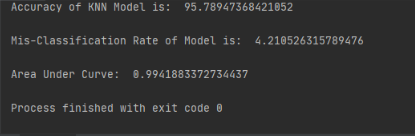 Accuracy of KNN Model is:  95.78947368421052
Mis-Classification Rate of Model is:  4.210526315789476
Area Under Curve:  0.9941883372734437
Process finished with exit code 0